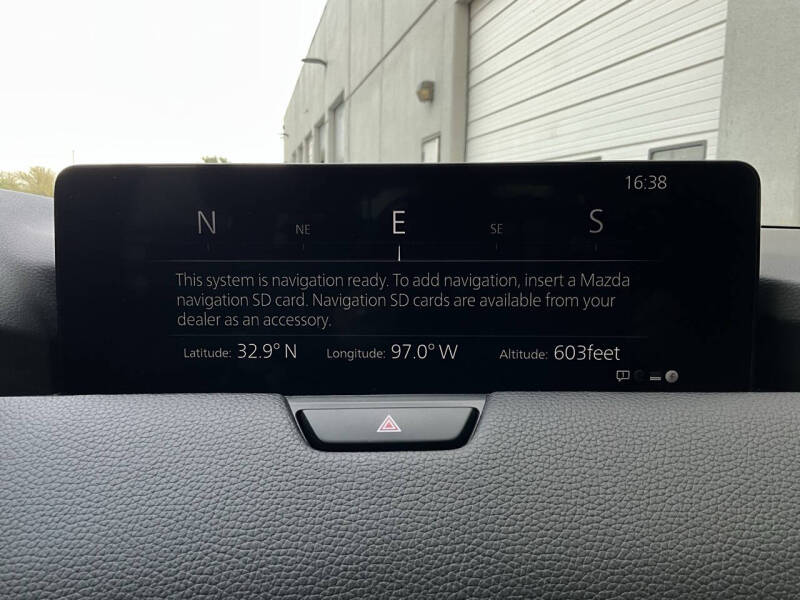 16:38
N NE E SE S
This system is navigation ready. To add navigation, insert a Mazda
navigation SD card. Navigation SD cards are available from your
dealer as an accessory.
Latitude: 32.9° N Longitude: 97.0° W Altitude: 603feet